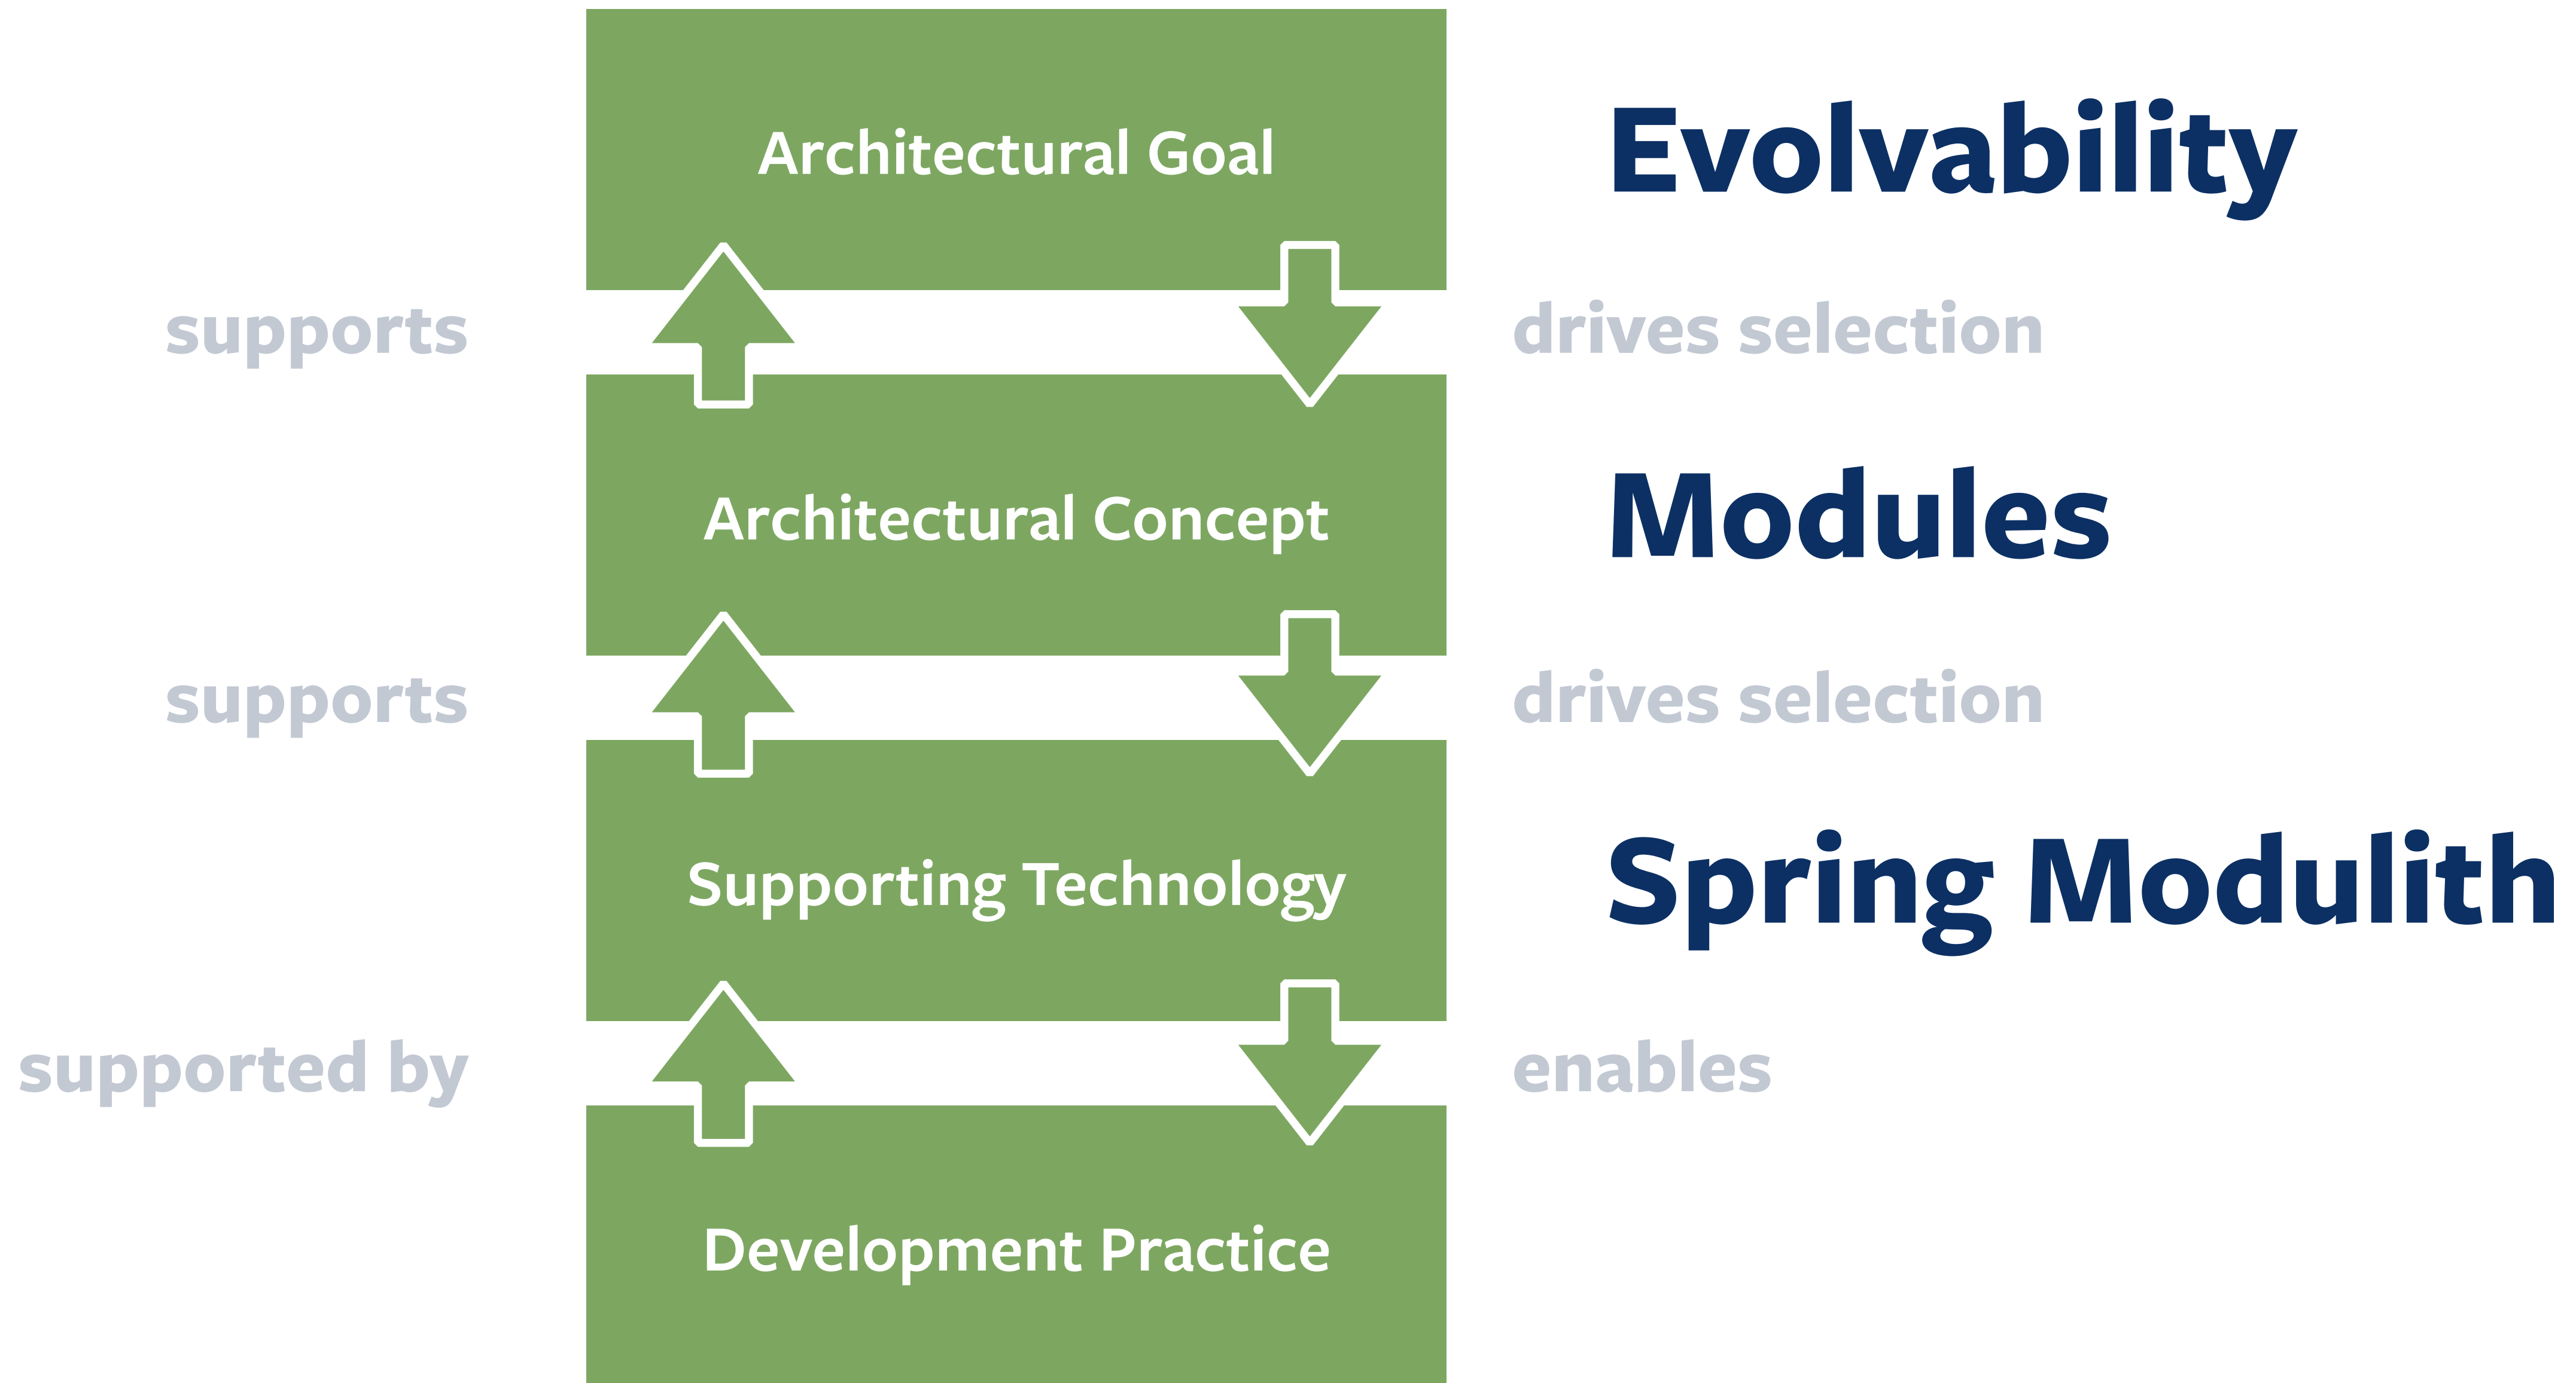 Architectural Goal
Evolvability
supports
drives selection
Architectural Concept
Modules
supports
drives selection
Supporting Technology
Spring Modulith
supported by
enables
Development Practice